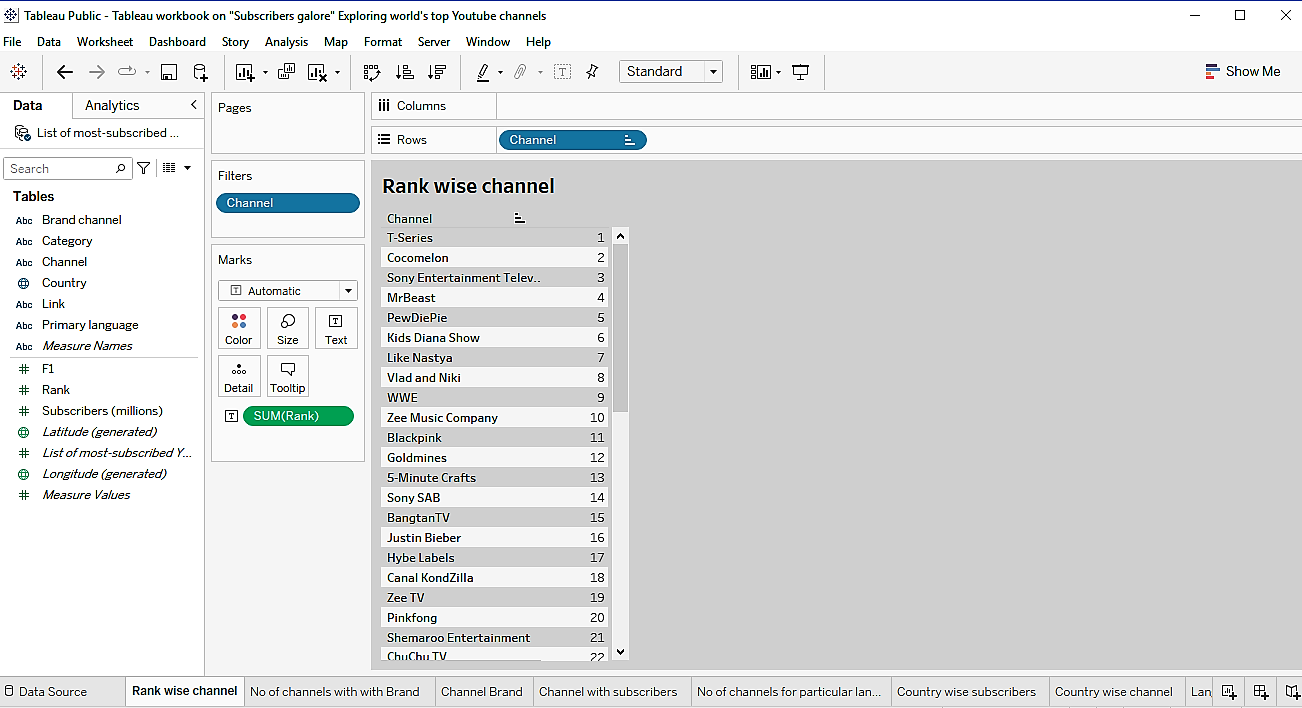 Tableau Public - Tableau workbook on "Subscribers galore" Exploring world's top Youtube channels
File Data Worksheet Dashboard Story Analysis Map Format Server Window Help
Standard
Show Me
Data Analytics
List of most-subscribed ...
Search
Tables
Abc Brand channel
Abc Category
Abc Channel
Country
Abc Link
Abc Primary language
Abc Measure Names
# F1
# Rank
# Subscribers (millions)
Latitude (generated)
# List of most-subscribed Y...
Longitude (generated)
# Measure Values
Pages
Filters
Channel
Marks
T Automatic
Color Size Text
Detail Tooltip
T SUM(Rank)
Columns
Rows Channel
Rank wise channel
Channel
T-Series 1
Cocomelon 2
Sony Entertainment Telev.. 3
MrBeast 4
PewDiePie 5
Kids Diana Show 6
Like Nastya 7
Vlad and Niki 8
WWE 9
Zee Music Company 10
Blackpink 11
Goldmines 12
5-Minute Crafts 13
Sony SAB 14
BangtanTV 15
Justin Bieber 16
Hybe Labels 17
Canal KondZilla 18
Zee TV 19
Pinkfong 20
Shemaroo Entertainment 21
ChuChu TV 22
Data Source Rank wise channel No of channels with with Brand Channel Brand Channel with subscribers No of channels for particular lan... Country wise subscribers Country wise channel Lan